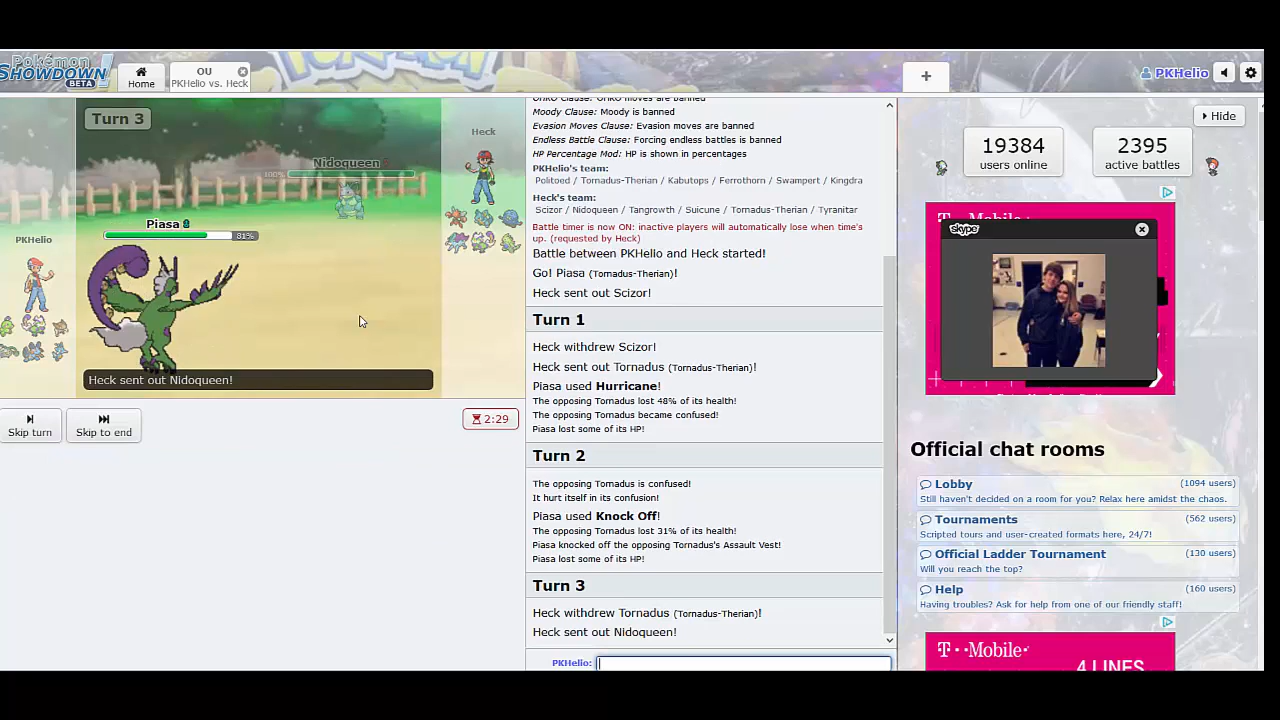 Pokémon
SHOWDOWN!
BETA
Home
OU
PKHelio vs. Heck
+
PKHelio
Turn 3
Nidoqueen
100%
Piasa
81%
PKHelio
Heck
Heck sent out Nidoqueen!
Skip turn
Skip to end
2:29
OHKO Clause: OHKO moves are banned
Moody Clause: Moody is banned
Evasion Moves Clause: Evasion moves are banned
Endless Battle Clause: Forcing endless battles is banned
HP Percentage Mod: HP is shown in percentages
PKHelio's team:
Politoed / Tornadus-Therian / Kabutops / Ferrothorn / Swampert / Kingdra
Heck's team:
Scizor / Nidoqueen / Tangrowth / Suicune / Tornadus-Therian / Tyranitar
Battle timer is now ON: inactive players will automatically lose when time's
up. (requested by Heck)
Battle between PKHelio and Heck started!
Go! Piasa (Tornadus-Therian)!
Heck sent out Scizor!
Turn 1
Heck withdrew Scizor!
Heck sent out Tornadus (Tornadus-Therian)!
Piasa used Hurricane!
The opposing Tornadus lost 48% of its health!
The opposing Tornadus became confused!
Piasa lost some of its HP!
Turn 2
The opposing Tornadus is confused!
It hurt itself in its confusion!
Piasa used Knock Off!
The opposing Tornadus lost 31% of its health!
Piasa knocked off the opposing Tornadus's Assault Vest!
Piasa lost some of its HP!
Turn 3
Heck withdrew Tornadus (Tornadus-Therian)!
Heck sent out Nidoqueen!
PKHelio:
Hide
19384
users online
2395
active battles
skype
Official chat rooms
Lobby (1094 users)
Still haven't decided on a room for you? Relax here amidst the chaos.
Tournaments (562 users)
Scripted tours and user-created formats here, 24/7!
Official Ladder Tournament (130 users)
Will you reach the top?
Help (160 users)
Having troubles? Ask for help from one of our friendly staff!
T··Mobile·
4 LINES